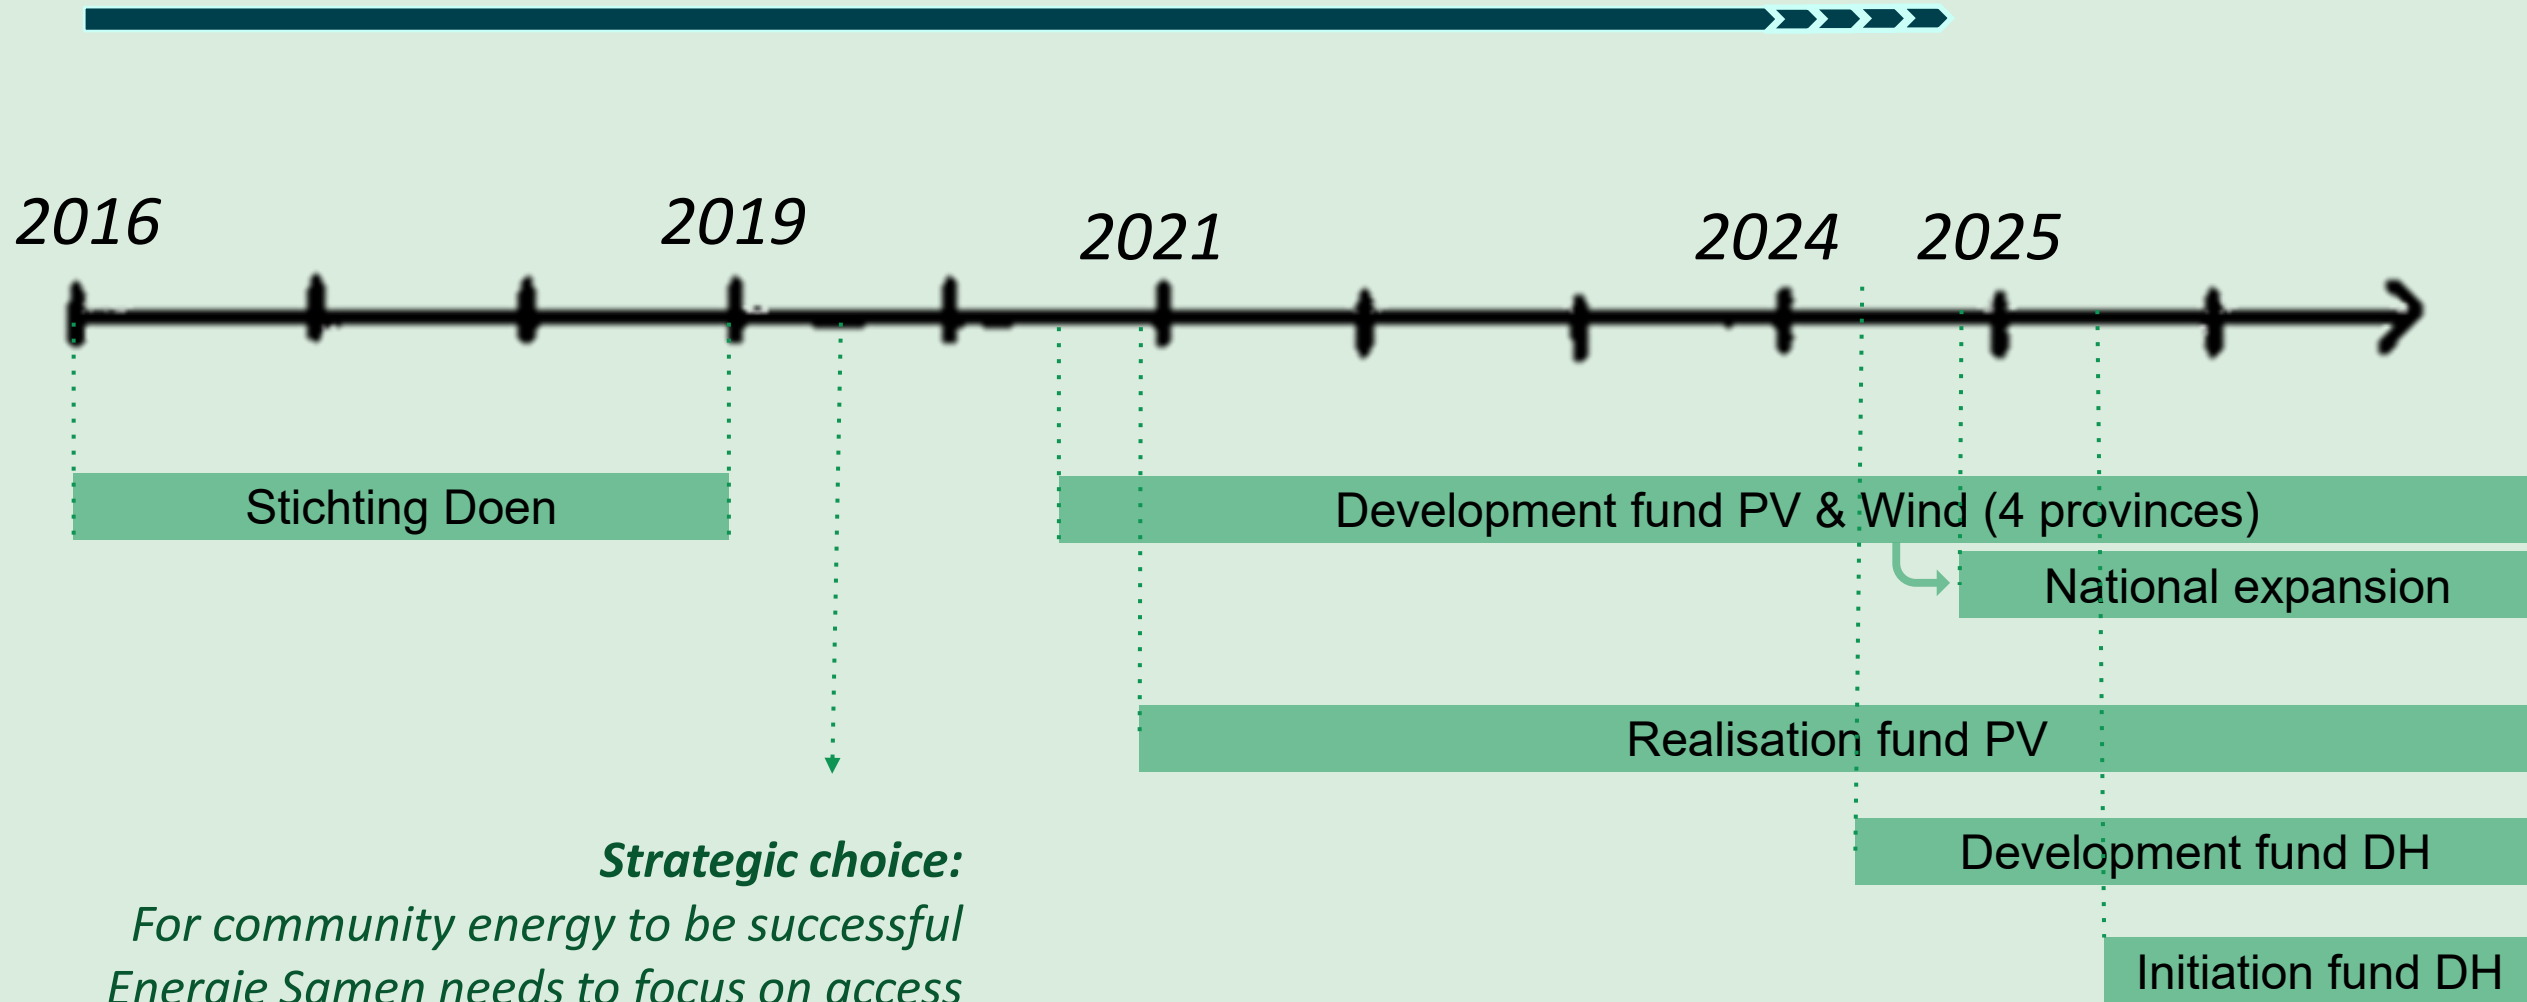 2016
2019
2021
2024
2025
Stichting Doen
Development fund PV & Wind (4 provinces)
National expansion
Realisation fund PV
Development fund DH
Initiation fund DH
Strategic choice:
For community energy to be successful
Energie Samen needs to focus on access